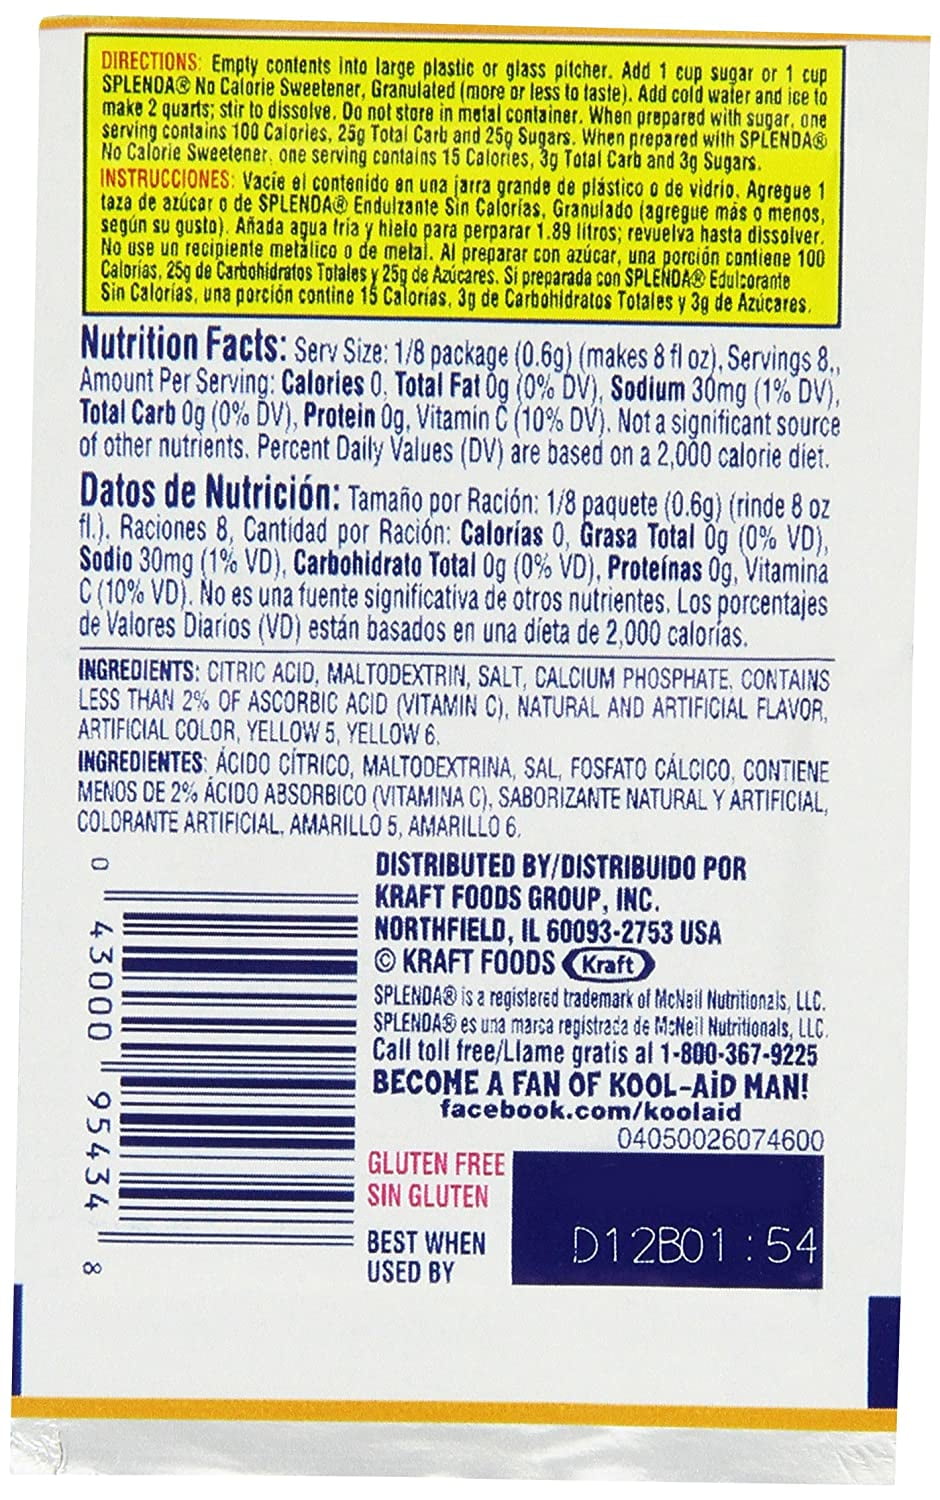 DIRECTIONS: Empty contents into large plastic or glass pitcher. Add 1 cup sugar or 1 cup
SPLENDA® No Calorie Sweetener, Granulated (more or less to taste). Add cold water and ice to
make 2 quarts; stir to dissolve. Do not store in metal container. When prepared with sugar, one
serving contains 100 Calories, 25g Total Carb and 25g Sugars. When prepared with SPLENDA®
No Calorie Sweetener, one serving contains 15 Calories, 3g Total Carb and 3g Sugars.
INSTRUCCIONES: Vacíe el contenido en una jarra grande de plástico o de vidrio. Agregue 1
taza de azúcar o de SPLENDA® Endulzante Sin Calorías, Granulado (agregue más o menos,
según su gusto). Añada agua fría y hielo para perparar 1.89 litros; revuelva hasta dissolver.
No use un recipiente metálico o de metal. Al preparar con azúcar, una porción contiene 100
Calorías, 25g de Carbohidratos Totales y 25g de Azúcares. Si preparada con SPLENDA® Edulcorante
Sin Calorías, una porción contine 15 Calorías, 3g de Carbohidratos Totales y 3g de Azúcares.
Nutrition Facts: Serv Size: 1/8 package (0.6g) (makes 8 fl oz), Servings 8,,
Amount Per Serving: Calories 0, Total Fat 0g (0% DV), Sodium 30mg (1% DV),
Total Carb 0g (0% DV), Protein 0g, Vitamin C (10% DV). Not a significant source
of other nutrients. Percent Daily Values (DV) are based on a 2,000 calorie diet.
Datos de Nutrición: Tamaño por Ración: 1/8 paquete (0.6g) (rinde 8 oz
fl.). Raciones 8, Cantidad por Ración: Calorías 0, Grasa Total 0g (0% VD),
Sodio 30mg (1% VD), Carbohidrato Total 0g (0% VD), Proteínas 0g, Vitamina
C (10% VD). No es una fuente significativa de otros nutrientes. Los porcentajes
de Valores Diarios (VD) están basados en una díeta de 2,000 calorías.
INGREDIENTS: CITRIC ACID, MALTODEXTRIN, SALT, CALCIUM PHOSPHATE, CONTAINS
LESS THAN 2% OF ASCORBIC ACID (VITAMIN C), NATURAL AND ARTIFICIAL FLAVOR,
ARTIFICIAL COLOR, YELLOW 5, YELLOW 6.
INGREDIENTES: ÁCIDO CÍTRICO, MALTODEXTRINA, SAL, FOSFATO CÁLCICO, CONTIENE
MENOS DE 2% ÁCIDO ABSORBICO (VITAMINA C), SABORIZANTE NATURAL Y ARTIFICIAL,
COLORANTE ARTIFICIAL, AMARILLO 5, AMARILLO 6.
0 43000 95434 8
DISTRIBUTED BY/DISTRIBUIDO POR
KRAFT FOODS GROUP, INC.
NORTHFIELD, IL 60093-2753 USA
© KRAFT FOODS Kraft
SPLENDA® is a registered trademark of McNeil Nutritionals, LLC.
SPLENDA® es una marca registrada de McNeil Nutritionals, LLC.
Call toll free/Llame gratis al 1-800-367-9225
BECOME A FAN OF KOOL-AiD MAN!
facebook.com/koolaid
04050026074600
GLUTEN FREE
SIN GLUTEN
BEST WHEN
USED BY
D12B01:54